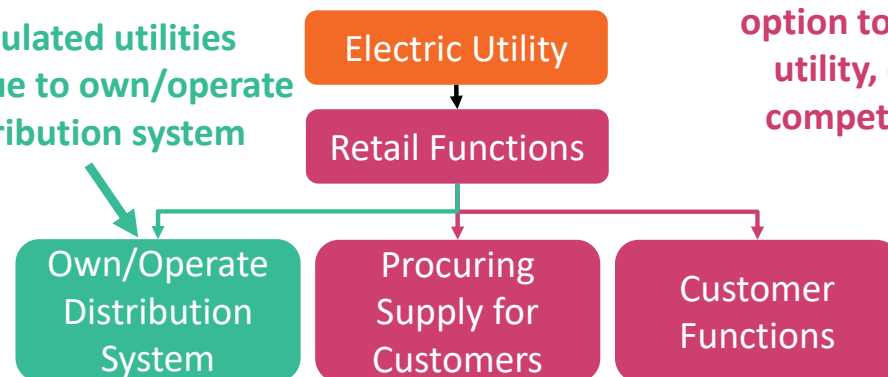 ulated utilities
ue to own/operate
ribution system
Electric Utility
option to
utility,
compet
Retail Functions
Own/Operate
Distribution
System
Procuring
Supply for
Customers
Customer
Functions